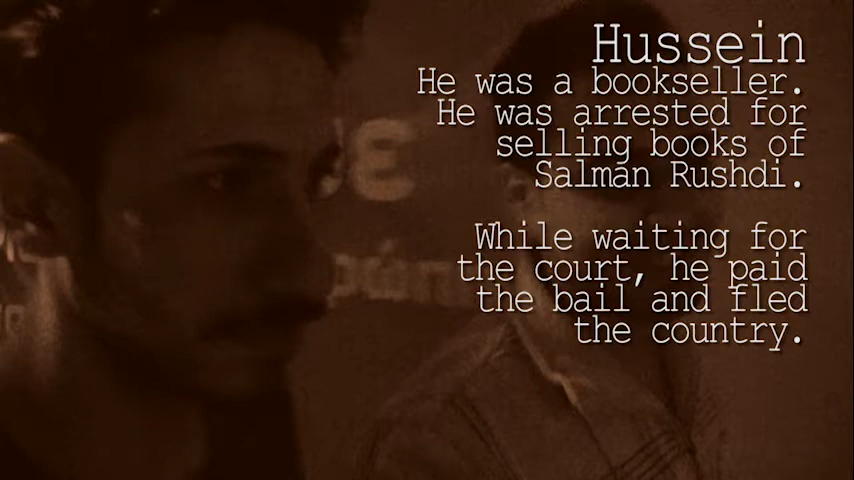 Hussein
He was a bookseller.
He was arrested for
selling books of
Salman Rushdi.
While waiting for
the court, he paid
the bail and fled
the country.